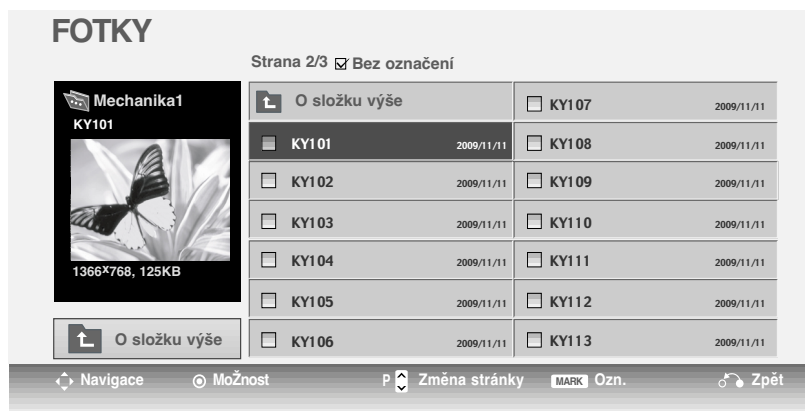 FOTKY
Strana 2/3 Bez označení
Mechanika1
KY101
1366x768, 125KB
O složku výše
O složku výše
KY101 2009/11/11
KY102 2009/11/11
KY103 2009/11/11
KY104 2009/11/11
KY105 2009/11/11
KY106 2009/11/11
KY107 2009/11/11
KY108 2009/11/11
KY109 2009/11/11
KY110 2009/11/11
KY111 2009/11/11
KY112 2009/11/11
KY113 2009/11/11
Navigace MoŽnost P Změna stránky MARK Ozn. Zpět